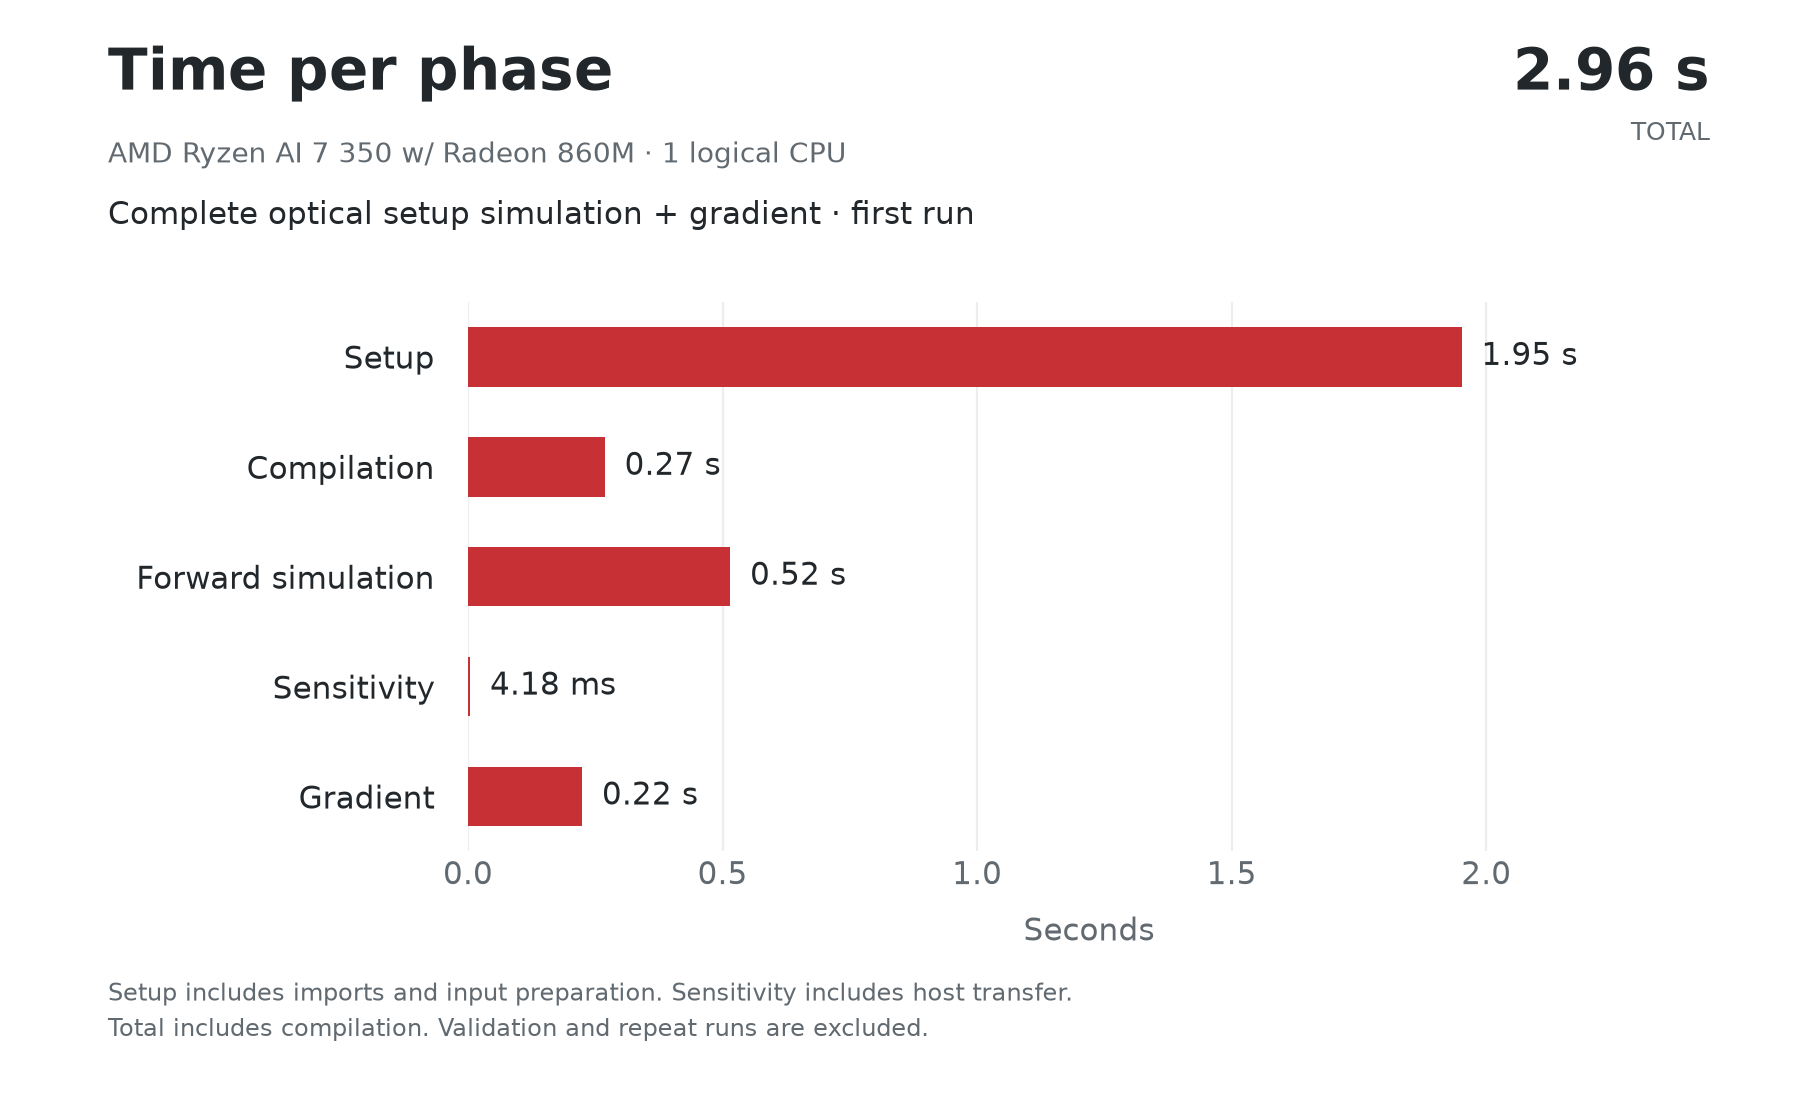 Time per phase
2.96 s
TOTAL
AMD Ryzen AI 7 350 w/ Radeon 860M · 1 logical CPU
Complete optical setup simulation + gradient · first run
Setup
1.95 s
Compilation
0.27 s
Forward simulation
0.52 s
Sensitivity
4.18 ms
Gradient
0.22 s
0.0 0.5 1.0 1.5 2.0
Seconds
Setup includes imports and input preparation. Sensitivity includes host transfer.
Total includes compilation. Validation and repeat runs are excluded.